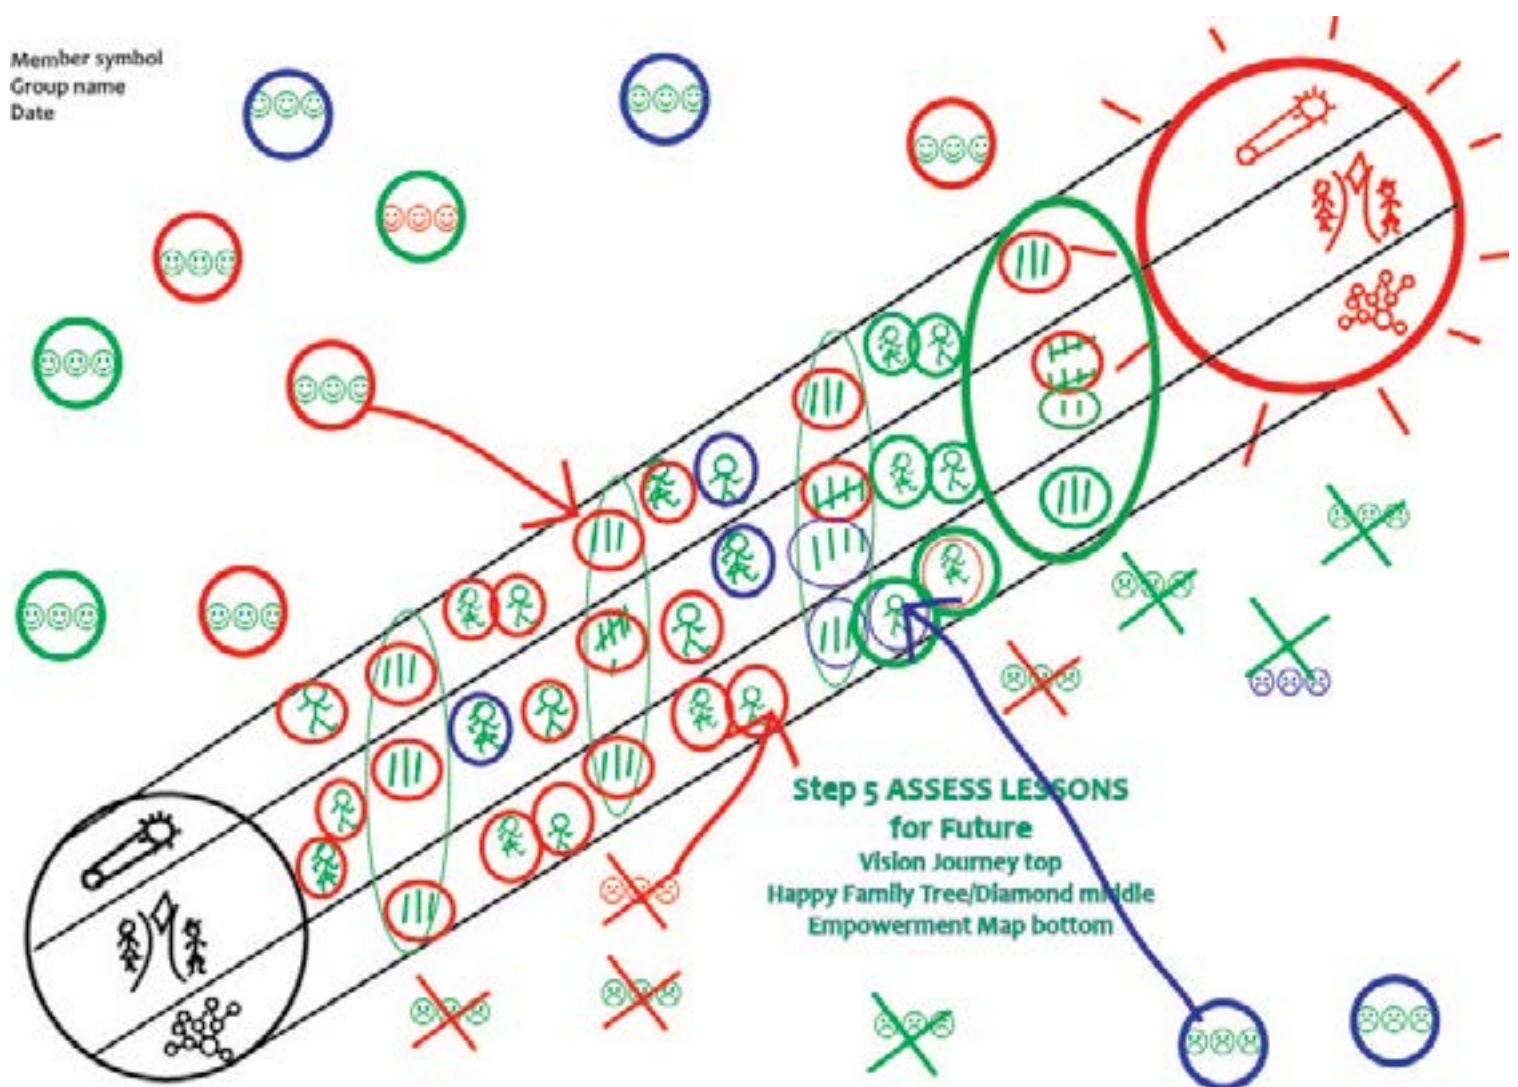 Member symbol
Group name
Date
Step 5 ASSESS LESSONS
for Future
Vision Journey top
Happy Family Tree/Diamond middle
Empowerment Map bottom